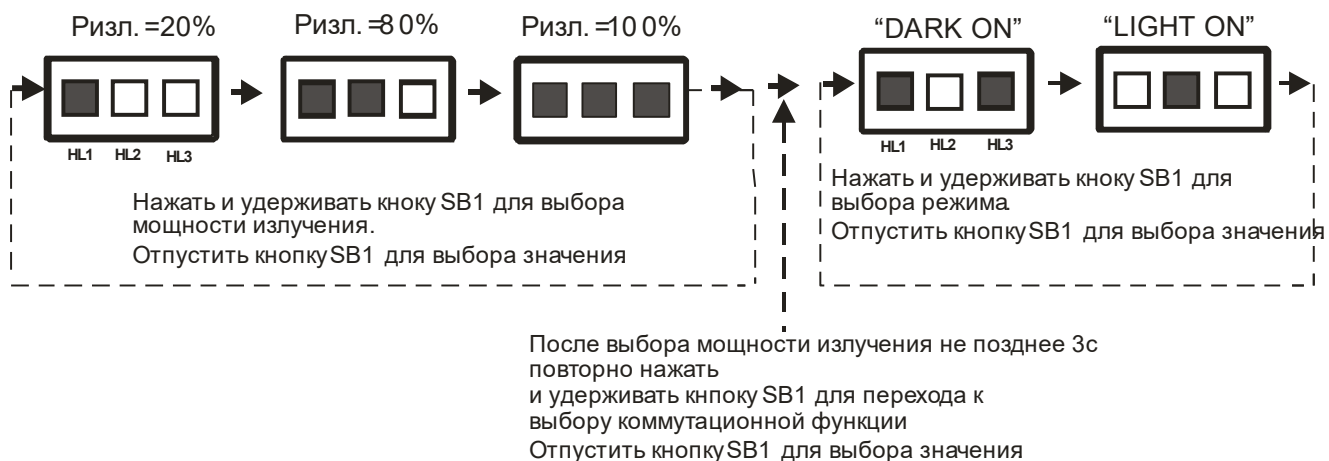 Ризл.=20%
Ризл.=80%
Ризл.=100%
“DARK ON”
“LIGHT ON”
HL1 HL2 HL3
HL1 HL2 HL3
Нажать и удерживать кноку SB1 для выбора
мощности излучения.
Отпустить кнопку SB1 для выбора значения
Нажать и удерживать кноку SB1 для
выбора режима
Отпустить кнопку SB1 для выбора значения
После выбора мощности излучения не позднее 3с
повторно нажать
и удерживать кнпоку SB1 для перехода к
выбору коммутационной функции
Отпустить кнопку SB1 для выбора значения